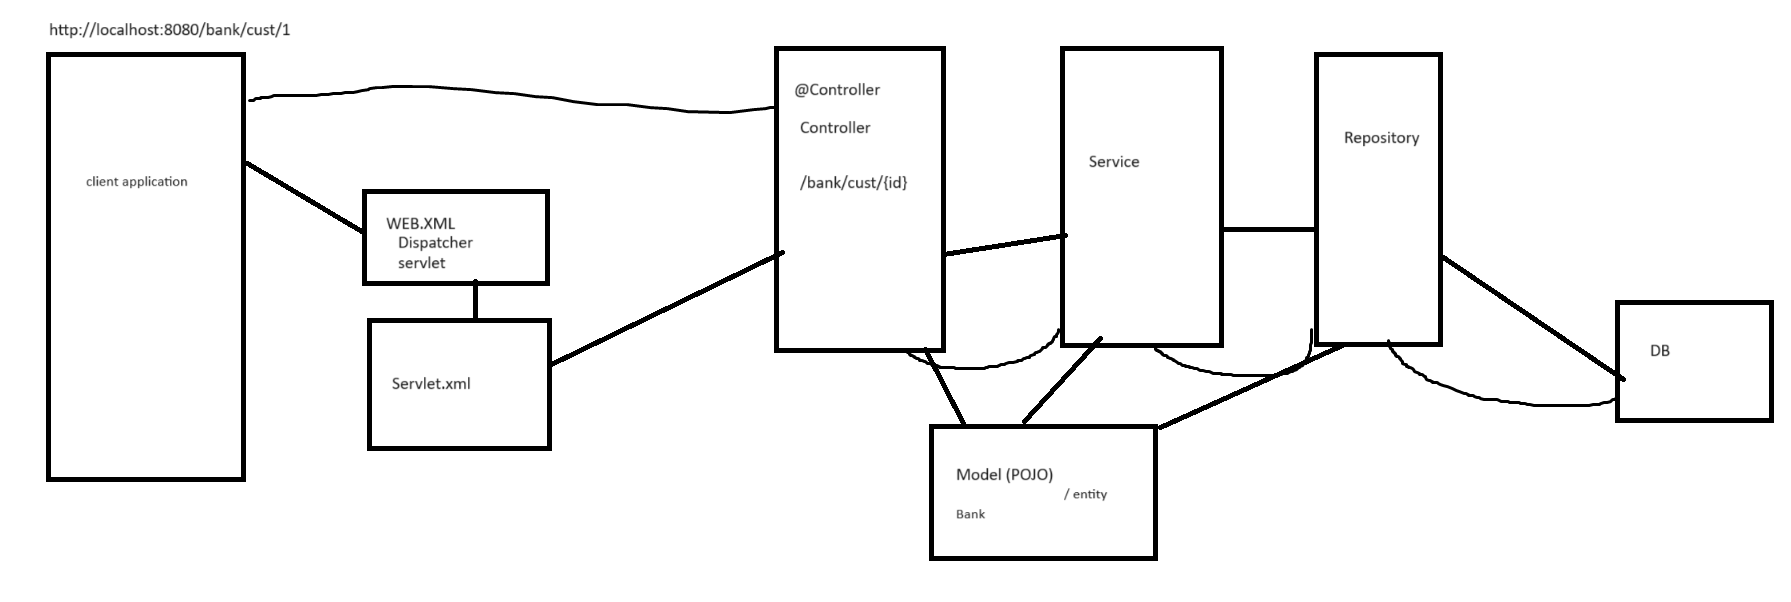 http://localhost:8080/bank/cust/1
client application
WEB.XML
Dispatcher
servlet
Servlet.xml
@Controller
Controller
/bank/cust/{id}
Service
Repository
DB
Model (POJO)
/ entity
Bank